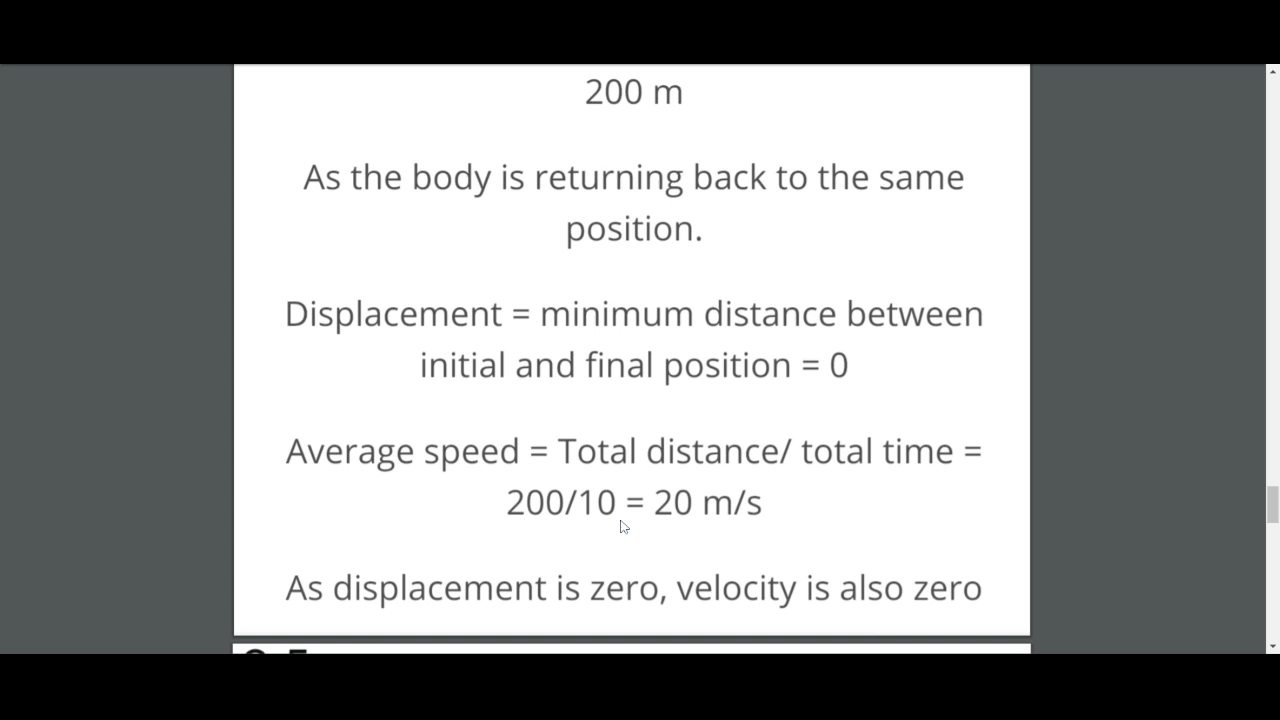 200 m
As the body is returning back to the same
position.
Displacement = minimum distance between
initial and final position = 0
Average speed = Total distance/ total time =
200/10 = 20 m/s
As displacement is zero, velocity is also zero